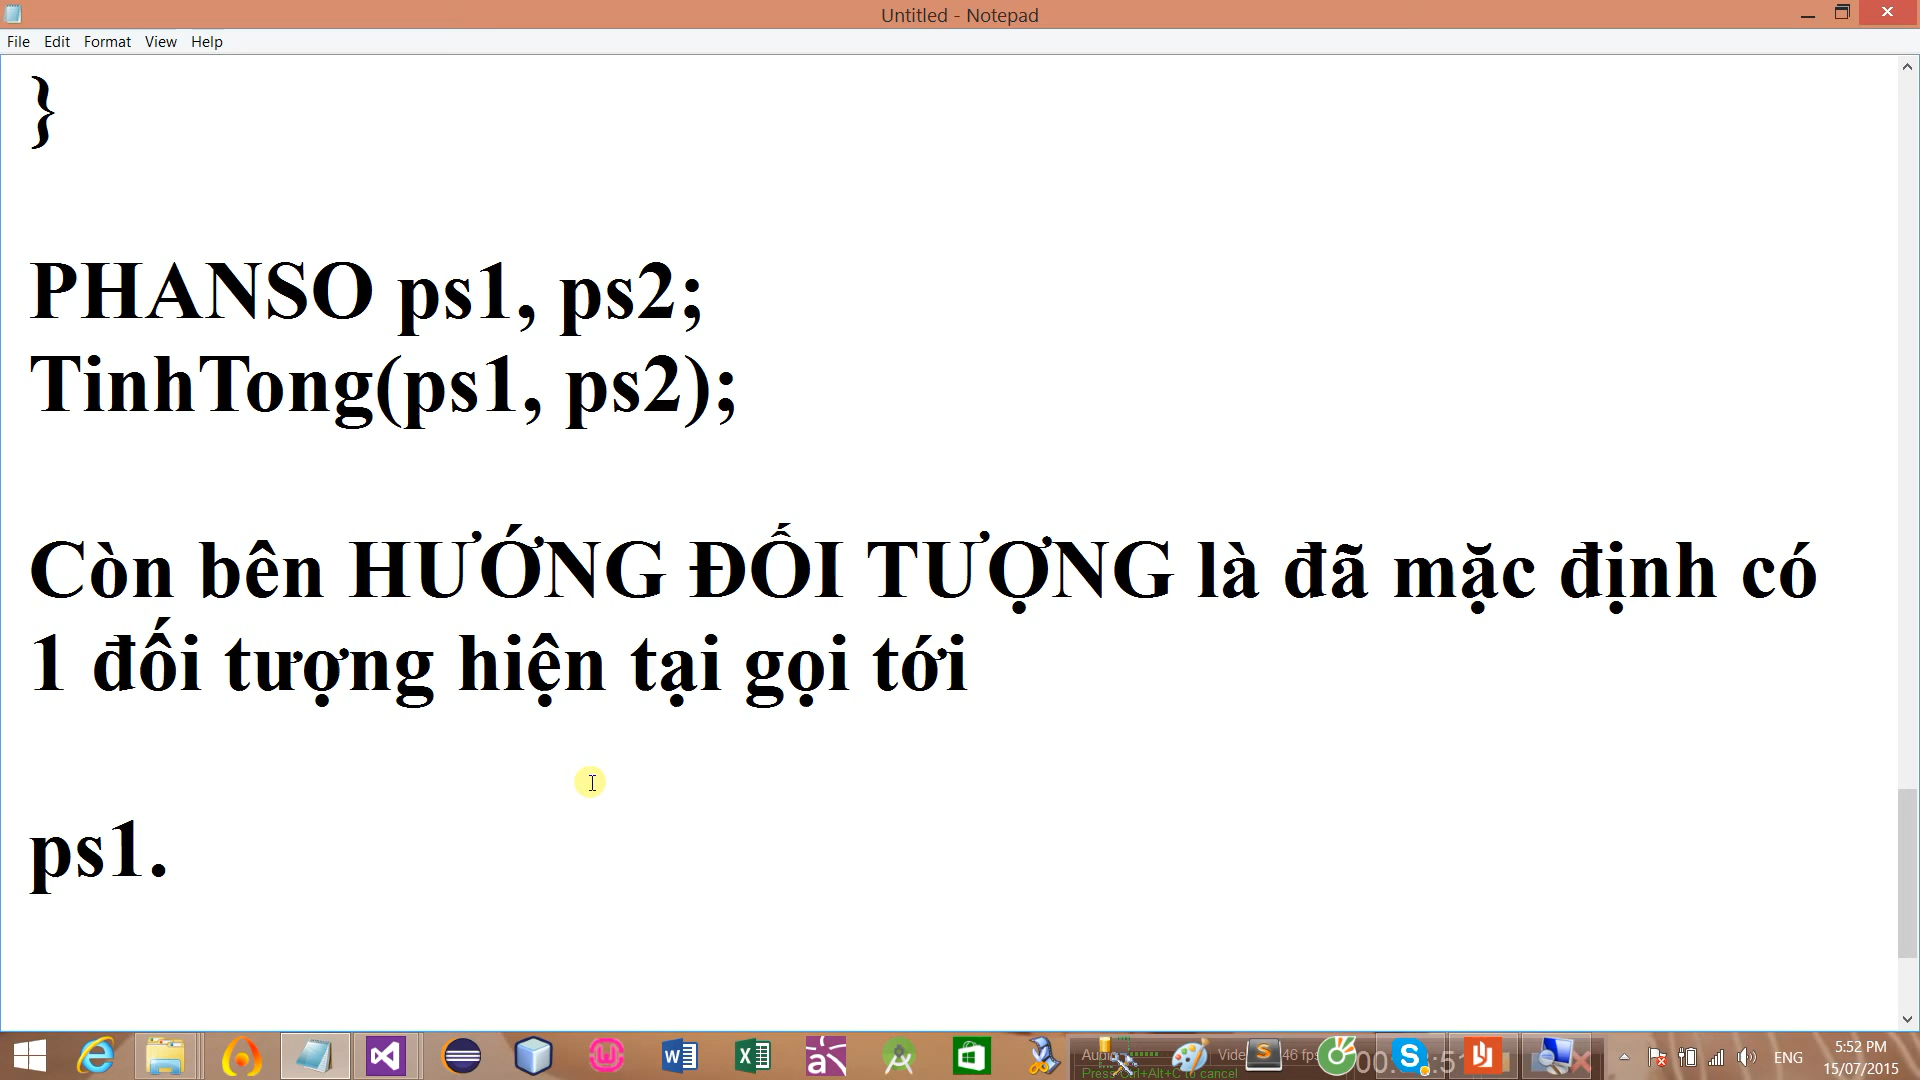 Untitled - Notepad
File Edit Format View Help
}
PHANSO ps1, ps2;
TinhTong(ps1, ps2);
Còn bên HƯỚNG ĐỐI TƯỢNG là đã mặc định có
1 đối tượng hiện tại gọi tới
ps1.
ENG
5:52 PM
15/07/2015